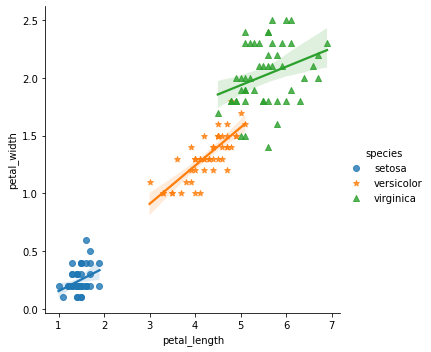 2.5
2.0
1.5
1.0
0.5
0.0
petal_width
1
2
3
4
5
6
7
petal_length
species
setosa
versicolor
virginica